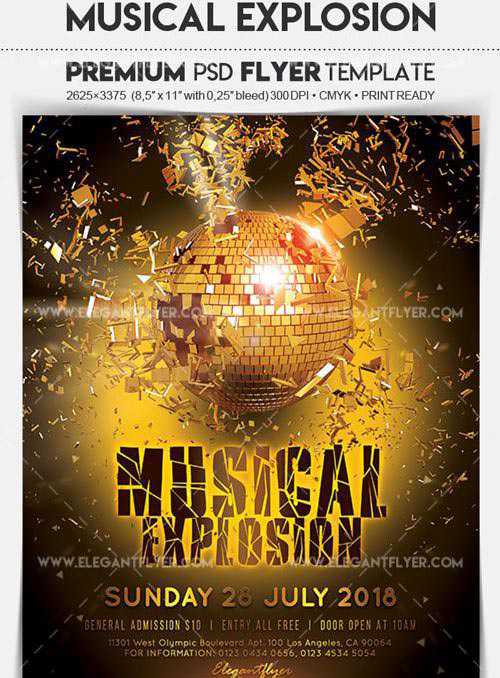 MUSICAL EXPLOSION
PREMIUM PSD FLYER TEMPLATE
2625×3375 (8,5" x 11" with 0,25" bleed) 300 DPI • CMYK • PRINT READY
WWW.ELEGANTFLYER.COM WWW.ELEGANTFLYER.COM
MUSICAL
EXPLOSION
WWW.ELEGANTFLYER.COM WWW.ELEGANTFLYER.COM
SUNDAY 28 JULY 2018
GENERAL ADMISSION $10 | ENTRY ALL FREE | DOOR OPEN AT 10AM
11301 West Olympic Boulevard Apt. 100 Los Angeles, CA 90064
FOR INFORMATION: 0123 0434 0656, 0123 4534 5054
Elegantflyer